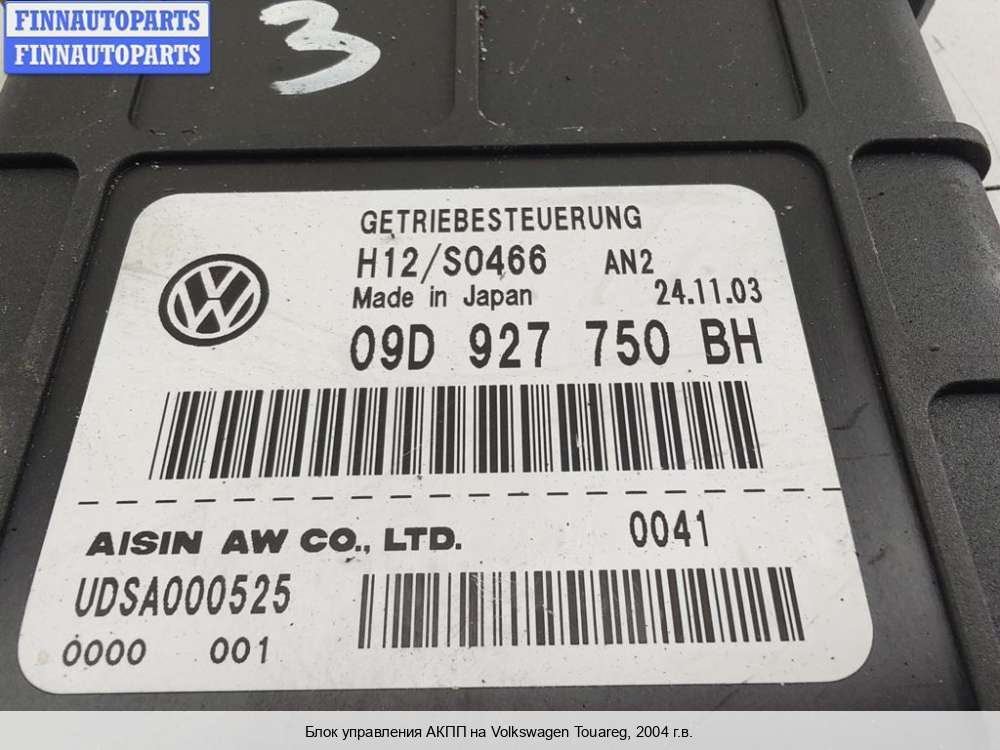 FINNAUTOPARTS
FINNAUTOPARTS
3
GETRIEBESTEUERUNG
H12/S0466 AN2
Made in Japan 24.11.03
09D 927 750 BH
AISIN AW CO., LTD. 0041
UDSA000525
0000 001
Блок управления АКПП на Volkswagen Touareg, 2004 г.в.